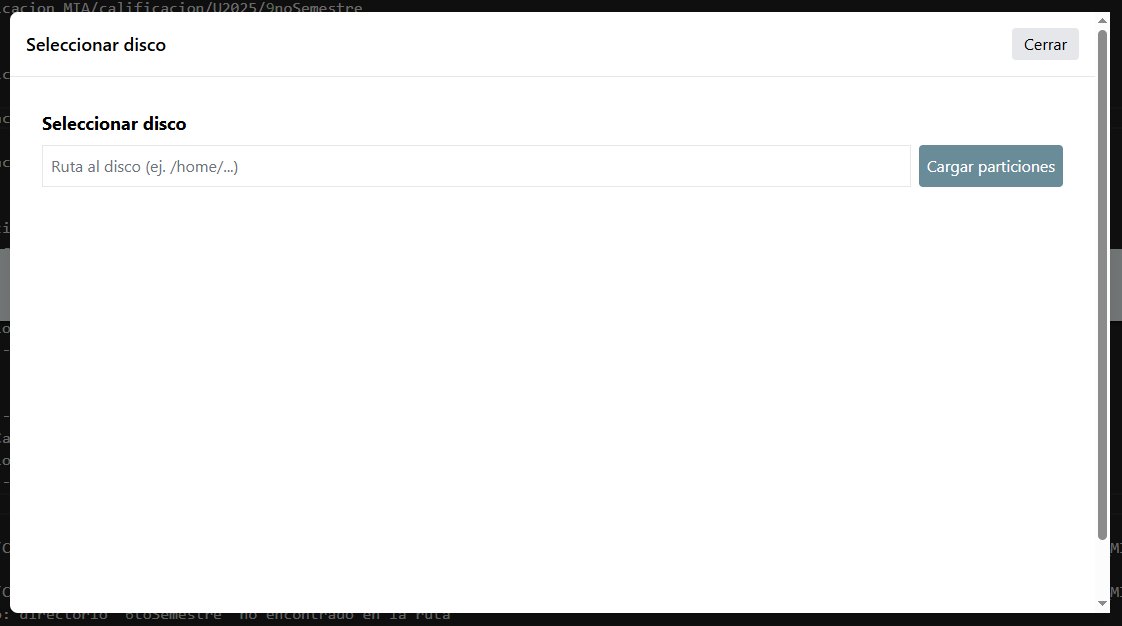 MIA/calificacion/U2025/9noSemestre
Seleccionar disco
Cerrar
Seleccionar disco
Ruta al disco (ej. /home/...)
Cargar particiones
directorio '6toSemestre' no encontrado en la ruta